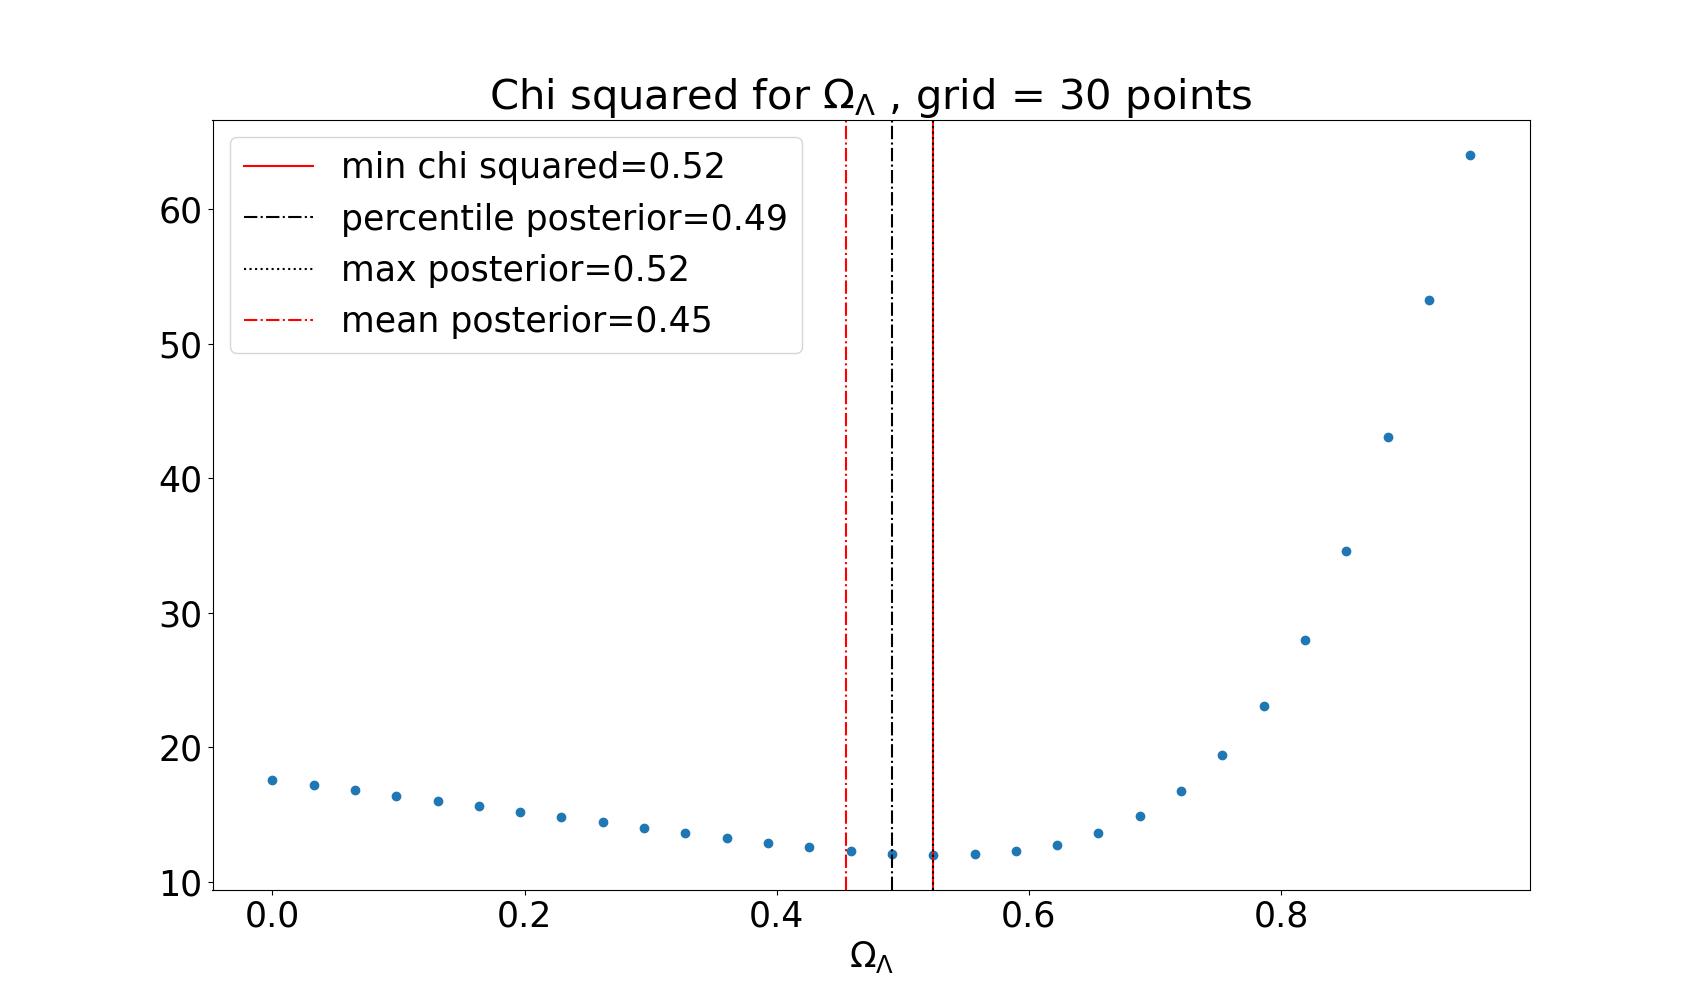 Chi squared for Ω_Λ , grid = 30 points
min chi squared=0.52
percentile posterior=0.49
max posterior=0.52
mean posterior=0.45
60
50
40
30
20
10
0.0 0.2 0.4 0.6 0.8
Ω_Λ